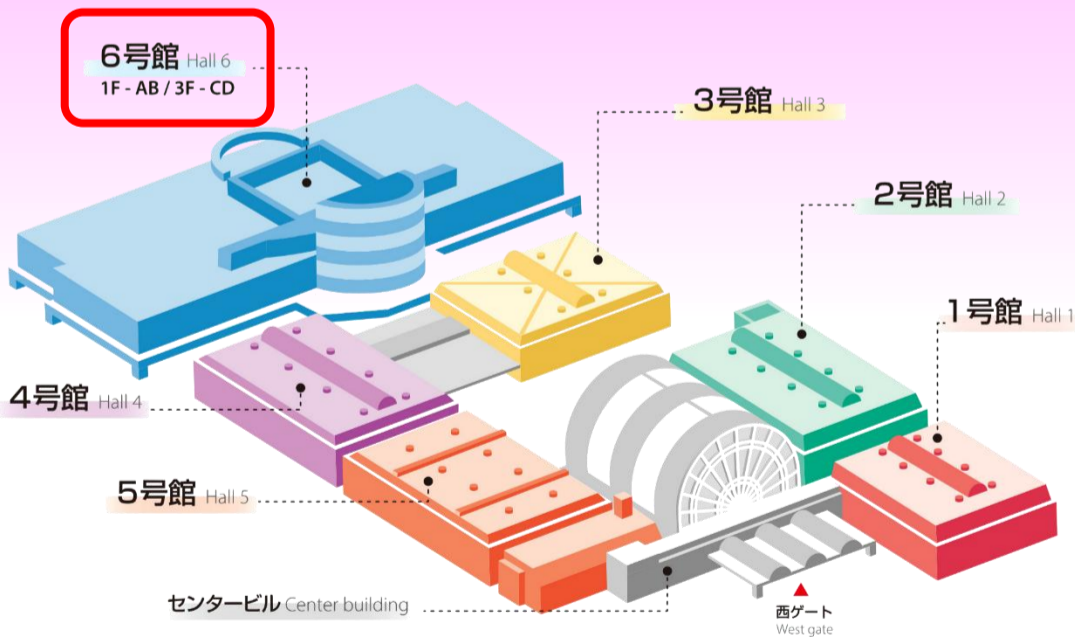 6号館 Hall 6
1F - AB / 3F - CD
3号館 Hall 3
2号館 Hall 2
1号館 Hall 1
4号館 Hall 4
5号館 Hall 5
センタービル Center building
西ゲート
West gate